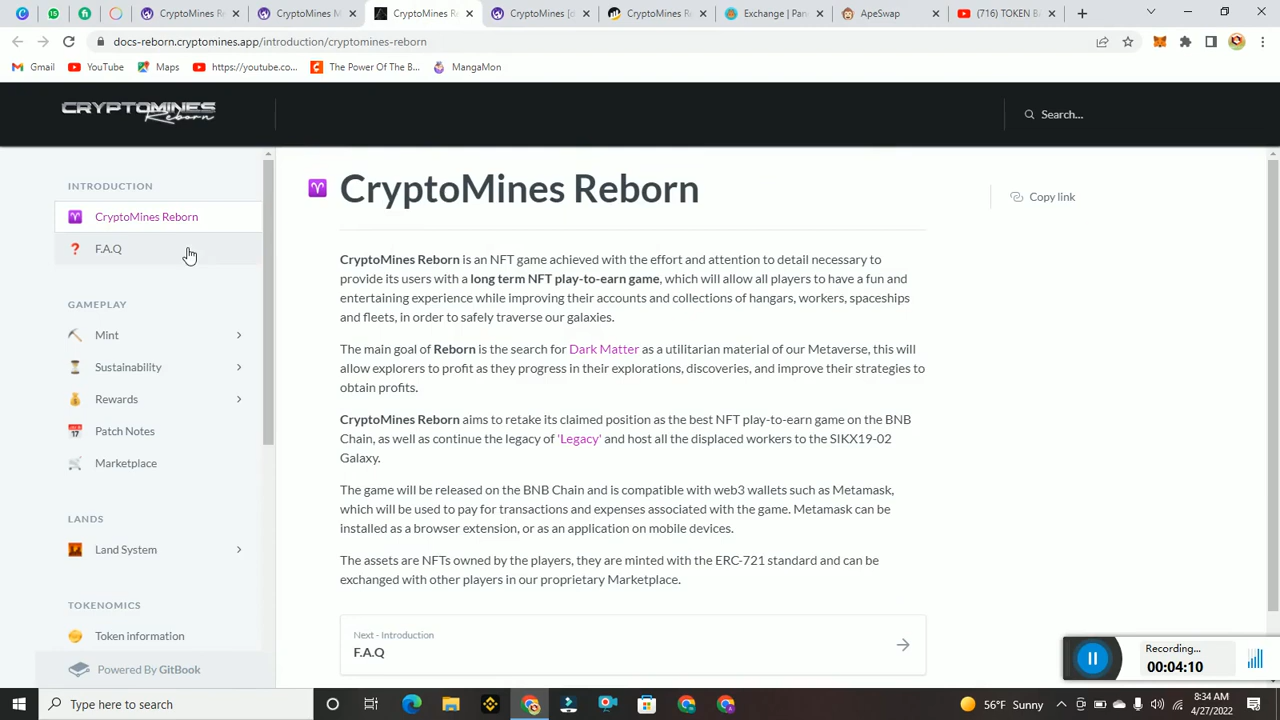 CryptoMines Re
CryptoMines M
CryptoMines Re
CryptoMines [d
CryptoMines Re
Exchange | Pa
ApeSwap
(716) TOKEN BA
docs-reborn.cryptomines.app/introduction/cryptomines-reborn
Gmail
YouTube
Maps
https://youtube.co...
The Power Of The B...
MangaMon
CRYPTOMINES
Reborn
Search...
INTRODUCTION
CryptoMines Reborn
F.A.Q
GAMEPLAY
Mint
Sustainability
Rewards
Patch Notes
Marketplace
LANDS
Land System
TOKENOMICS
Token information
Powered By GitBook
CryptoMines Reborn
Copy link
CryptoMines Reborn is an NFT game achieved with the effort and attention to detail necessary to
provide its users with a long term NFT play-to-earn game, which will allow all players to have a fun and
entertaining experience while improving their accounts and collections of hangars, workers, spaceships
and fleets, in order to safely traverse our galaxies.
The main goal of Reborn is the search for Dark Matter as a utilitarian material of our Metaverse, this will
allow explorers to profit as they progress in their explorations, discoveries, and improve their strategies to
obtain profits.
CryptoMines Reborn aims to retake its claimed position as the best NFT play-to-earn game on the BNB
Chain, as well as continue the legacy of 'Legacy' and host all the displaced workers to the SIKX19-02
Galaxy.
The game will be released on the BNB Chain and is compatible with web3 wallets such as Metamask,
which will be used to pay for transactions and expenses associated with the game. Metamask can be
installed as a browser extension, or as an application on mobile devices.
The assets are NFTs owned by the players, they are minted with the ERC-721 standard and can be
exchanged with other players in our proprietary Marketplace.
Next - Introduction
F.A.Q
Recording...
00:04:10
Type here to search
56°F Sunny
8:34 AM
4/27/2022